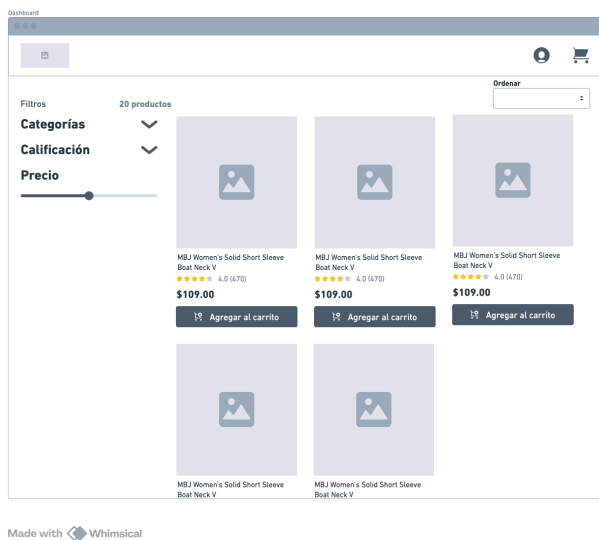 Dashboard
Ordenar
Filtros
20 productos
Categorías
Calificación
Precio
MBJ Women's Solid Short Sleeve
Boat Neck V
4.0 (470)
$109.00
Agregar al carrito
MBJ Women's Solid Short Sleeve
Boat Neck V
4.0 (470)
$109.00
Agregar al carrito
MBJ Women's Solid Short Sleeve
Boat Neck V
4.0 (470)
$109.00
Agregar al carrito
MBJ Women's Solid Short Sleeve
Boat Neck V
MBJ Women's Solid Short Sleeve
Boat Neck V
Made with Whimsical